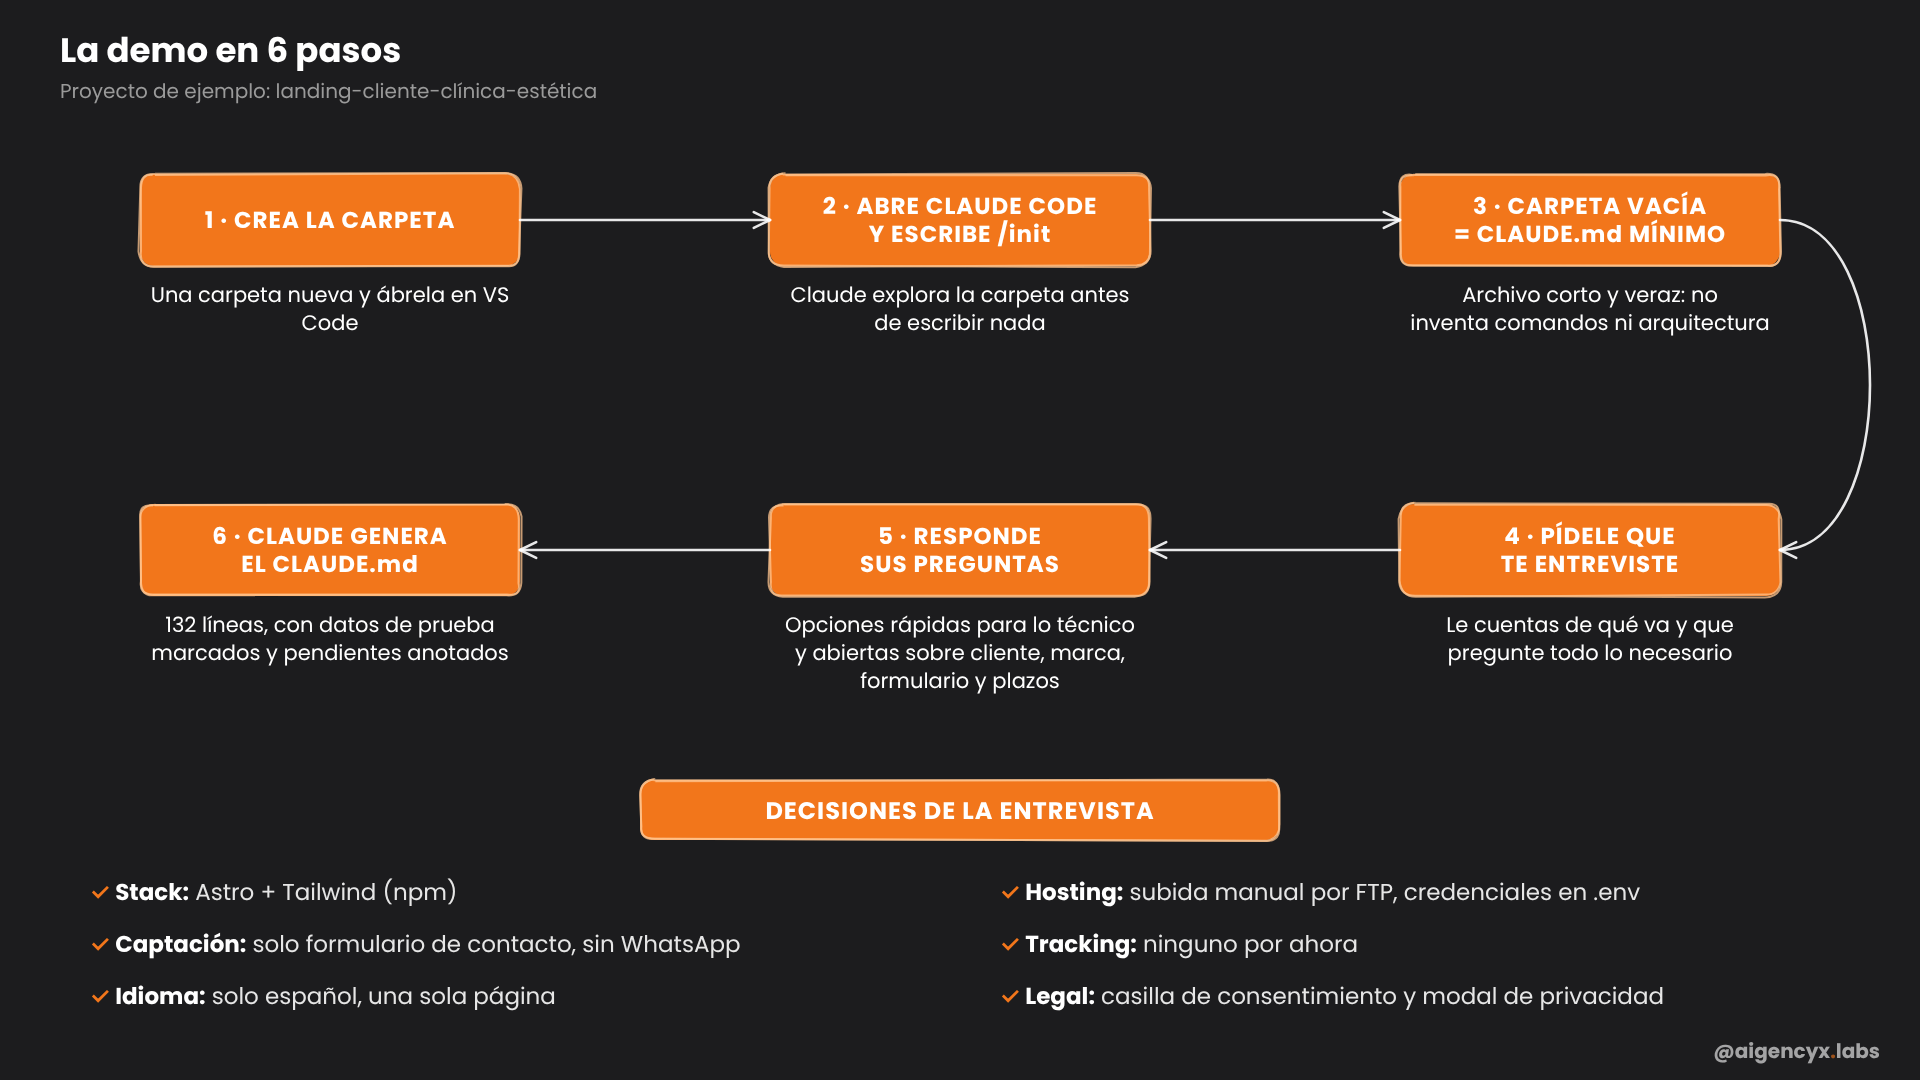 La demo en 6 pasos
Proyecto de ejemplo: landing-cliente-clínica-estética
1 · CREA LA CARPETA
Una carpeta nueva y ábrela en VS
Code
2 · ABRE CLAUDE CODE
Y ESCRIBE /init
Claude explora la carpeta antes
de escribir nada
3 · CARPETA VACÍA
= CLAUDE.md MÍNIMO
Archivo corto y veraz: no
inventa comandos ni arquitectura
4 · PÍDELE QUE
TE ENTREVISTE
Le cuentas de qué va y que
pregunte todo lo necesario
5 · RESPONDE
SUS PREGUNTAS
Opciones rápidas para lo técnico
y abiertas sobre cliente, marca,
formulario y plazos
6 · CLAUDE GENERA
EL CLAUDE.md
132 líneas, con datos de prueba
marcados y pendientes anotados
DECISIONES DE LA ENTREVISTA
✓ Stack: Astro + Tailwind (npm)
✓ Captación: solo formulario de contacto, sin WhatsApp
✓ Idioma: solo español, una sola página
✓ Hosting: subida manual por FTP, credenciales en .env
✓ Tracking: ninguno por ahora
✓ Legal: casilla de consentimiento y modal de privacidad
@aigencyx.labs